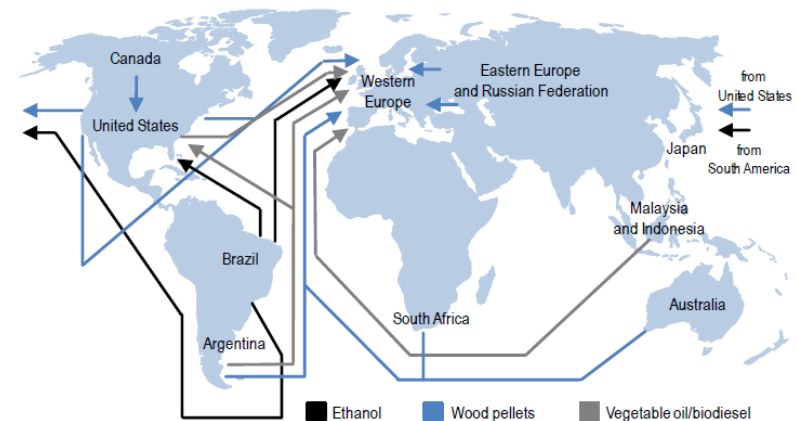 Canada
United States
Western
Europe
Eastern Europe
and Russian Federation
from
United States
Japan
from
South America
Malaysia
and Indonesia
Brazil
Argentina
South Africa
Australia
Ethanol
Wood pellets
Vegetable oil/biodiesel